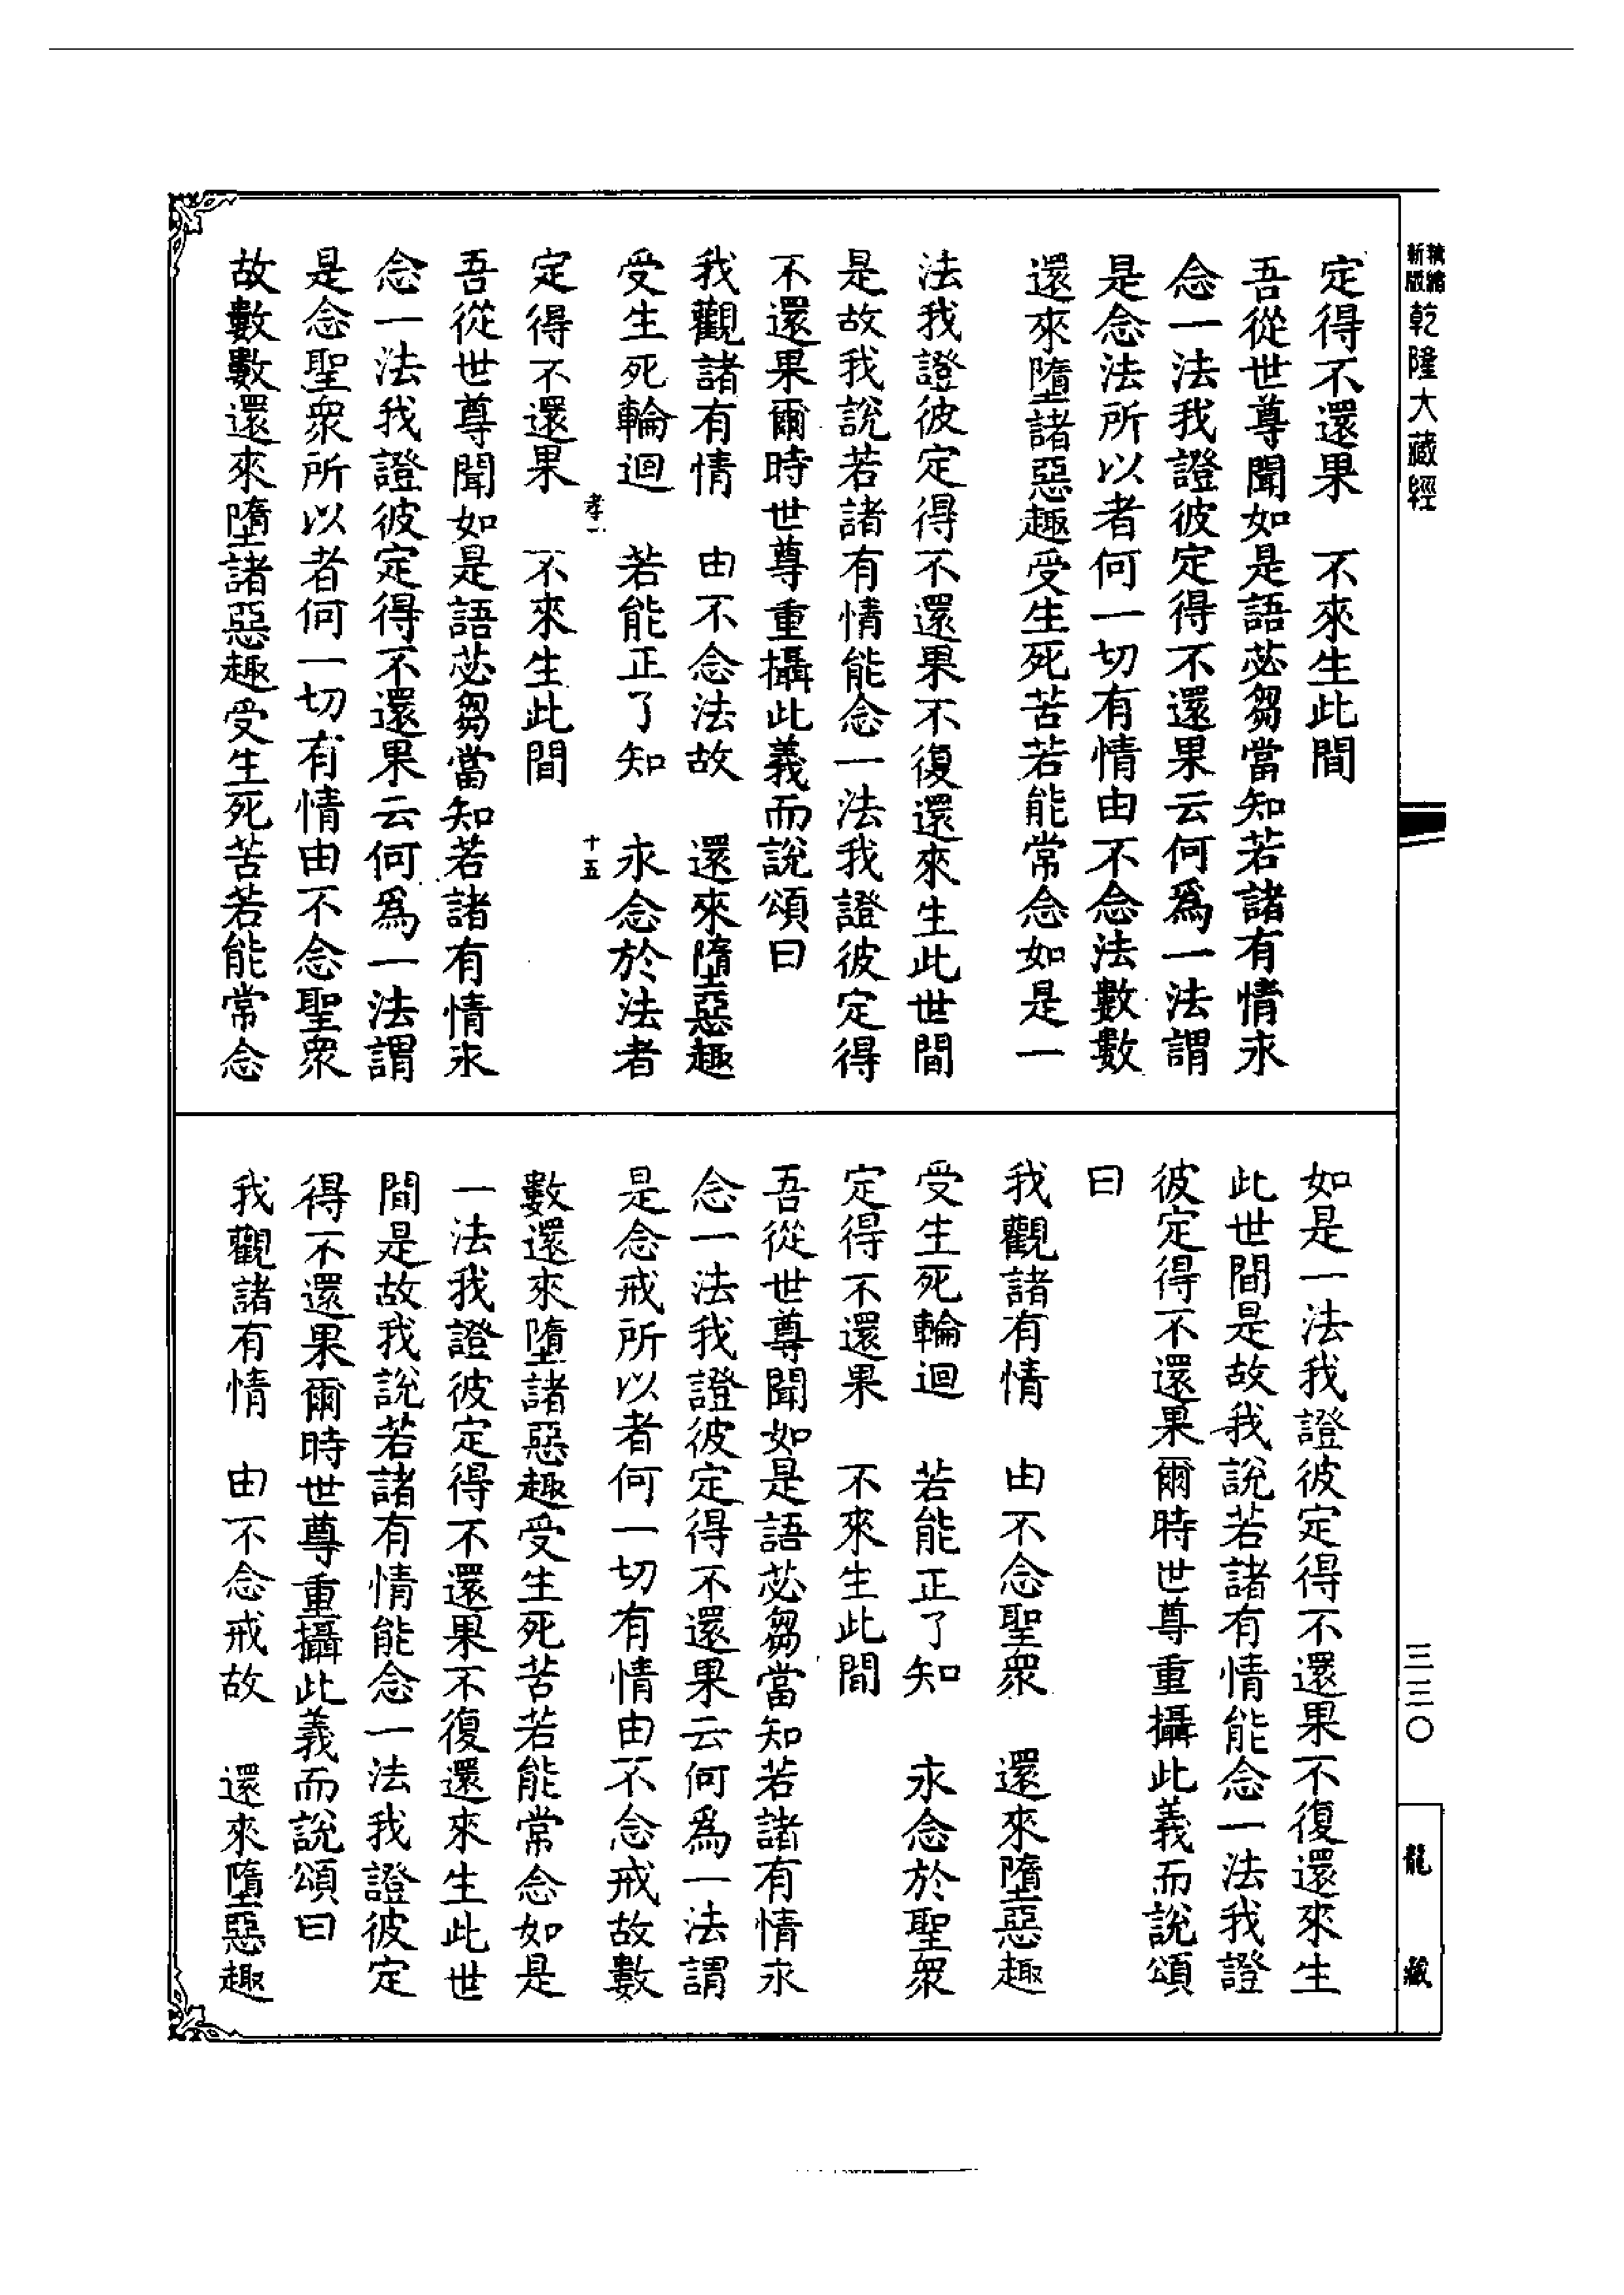 新版 縮
乾隆大藏經
定得不還果　不來生此間
吾從世尊聞如是語苾芻當知若諸有情永
念一法我證彼定得不還果云何為一法謂
是念法所以者何一切有情由不念法數數
還來墮諸惡趣受生死苦若能常念如是一
法我證彼定得不還果不復還來生此世間
是故我說若諸有情能念一法我證彼定得
不還果爾時世尊重攝此義而說頌曰
我觀諸有情　由不念法故　還來墮惡趣
受生死輪迴　若能正了知　永念於法者
孝一　十五
定得不還果　不來生此間
吾從世尊聞如是語苾芻當知若諸有情永
念一法我證彼定得不還果云何為一法謂
是念聖眾所以者何一切有情由不念聖眾
故數數還來墮諸惡趣受生死苦若能常念
如是一法我證彼定得不還果不復還來生
此世間是故我說若諸有情能念一法我證
彼定得不還果爾時世尊重攝此義而說頌
曰
我觀諸有情　由不念聖眾　還來墮惡趣
受生死輪迴　若能正了知　永念於聖眾
定得不還果　不來生此間
吾從世尊聞如是語苾芻當知若諸有情永
念一法我證彼定得不還果云何為一法謂
是念戒所以者何一切有情由不念戒故數
數還來墮諸惡趣受生死苦若能常念如是
一法我證彼定得不還果不復還來生此世
間是故我說若諸有情能念一法我證彼定
得不還果爾時世尊重攝此義而說頌曰
我觀諸有情　由不念戒故　還來墮惡趣
三三〇
龍藏